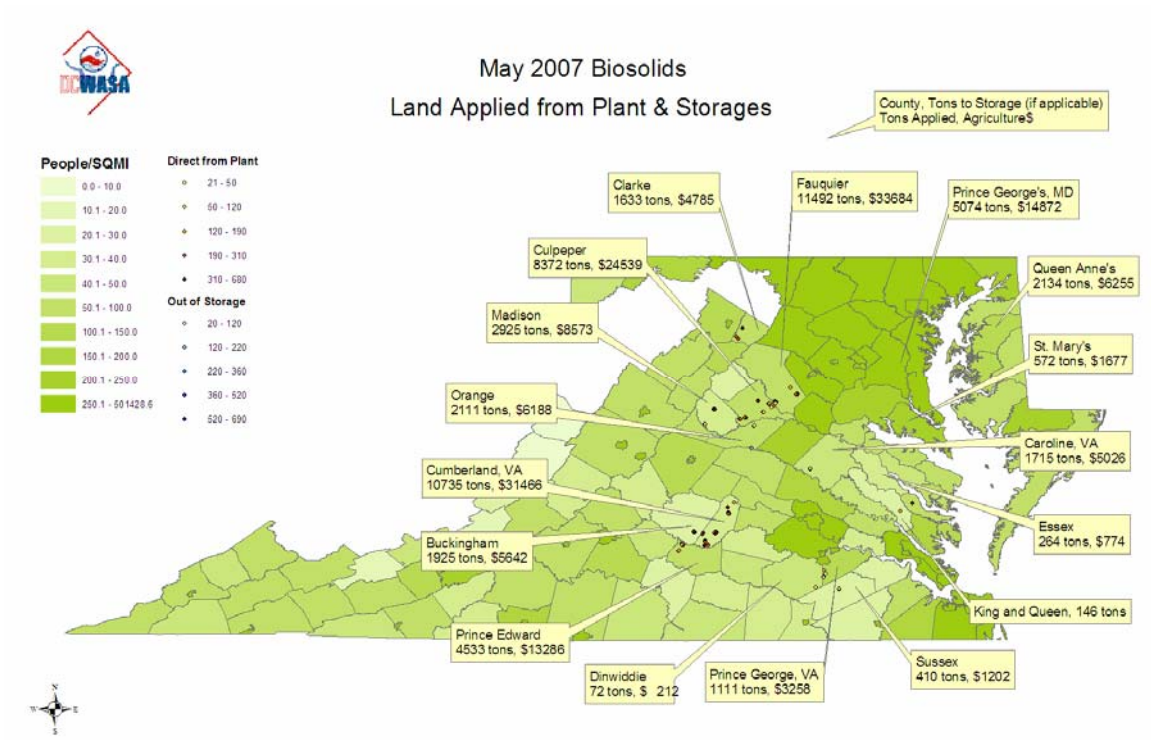 DCWASA
May 2007 Biosolids
Land Applied from Plant & Storages
County, Tons to Storage (if applicable)
Tons Applied, Agriculture$
People/SQMI
0.0 - 10.0
10.1 - 20.0
20.1 - 30.0
30.1 - 40.0
40.1 - 50.0
50.1 - 100.0
100.1 - 150.0
150.1 - 200.0
200.1 - 250.0
250.1 - 501428.6
Direct from Plant
21 - 50
50 - 120
120 - 190
190 - 310
310 - 680
Out of Storage
20 - 120
120 - 220
220 - 360
360 - 520
520 - 690
Clarke
1633 tons, $4785
Fauquier
11492 tons, $33684
Prince George's, MD
5074 tons, $14872
Culpeper
8372 tons, $24539
Queen Anne's
2134 tons, $6255
Madison
2925 tons, $8573
St. Mary's
572 tons, $1677
Orange
2111 tons, $6188
Caroline, VA
1715 tons, $5026
Cumberland, VA
10735 tons, $31466
Essex
264 tons, $774
Buckingham
1925 tons, $5642
King and Queen, 146 tons
Prince Edward
4533 tons, $13286
Sussex
410 tons, $1202
Dinwiddie
72 tons, $ 212
Prince George, VA
1111 tons, $3258
N
W E
S